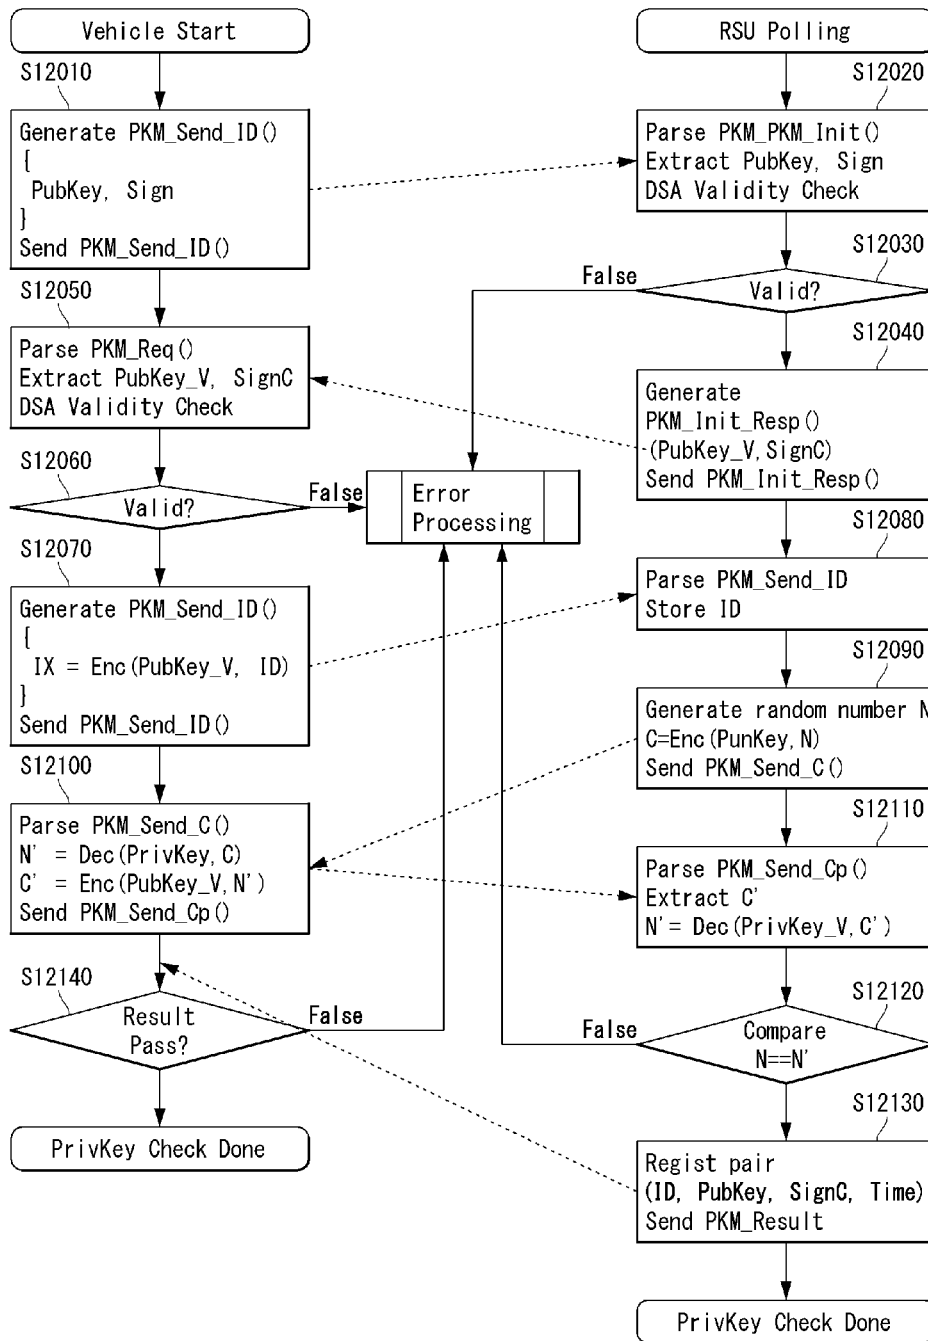 Vehicle Start
S12010
Generate PKM_Send_ID()
{
PubKey, Sign
}
Send PKM_Send_ID()
S12050
Parse PKM_Req()
Extract PubKey_V, SignC
DSA Validity Check
S12060
Valid?
False
S12070
Generate PKM_Send_ID()
{
IX = Enc(PubKey_V, ID)
}
Send PKM_Send_ID()
S12100
Parse PKM_Send_C()
N' = Dec(PrivKey,C)
C' = Enc(PubKey_V,N')
Send PKM_Send_Cp()
S12140
Result
Pass?
False
PrivKey Check Done
Error
Processing
RSU Polling
S12020
Parse PKM_PKM_Init()
Extract PubKey, Sign
DSA Validity Check
S12030
False
Valid?
S12040
Generate
PKM_Init_Resp()
(PubKey_V,SignC)
Send PKM_Init_Resp()
S12080
Parse PKM_Send_ID
Store ID
S12090
Generate random number N
C=Enc(PunKey,N)
Send PKM_Send_C()
S12110
Parse PKM_Send_Cp()
Extract C'
N'= Dec(PrivKey_V,C')
S12120
False
Compare
N==N'
S12130
Regist pair
(ID, PubKey, SignC, Time)
Send PKM_Result
PrivKey Check Done